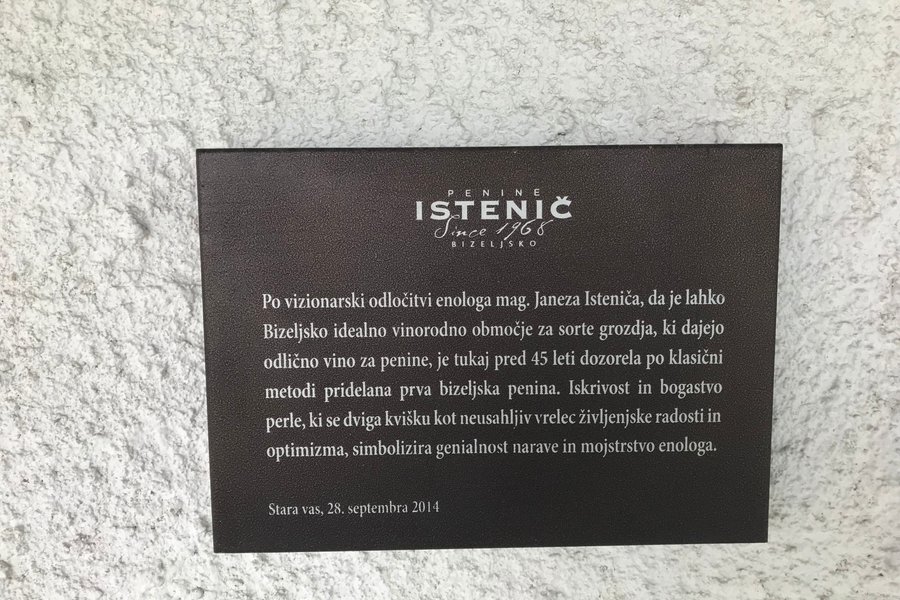 PENINE
ISTENIČ
Since 1968
BIZELJSKO
Po vizionarski odločitvi enologa mag. Janeza Isteniča, da je lahko
Bizeljsko idealno vinorodno območje za sorte grozdja, ki dajejo
odlično vino za penine, je tukaj pred 45 leti dozorela po klasični
metodi pridelana prva bizeljska penina. Iskrivost in bogastvo
perle, ki se dviga kvišku kot neusahljiv vrelec življenjske radosti in
optimizma, simbolizira genialnost narave in mojstrstvo enologa.
Stara vas, 28. septembra 2014